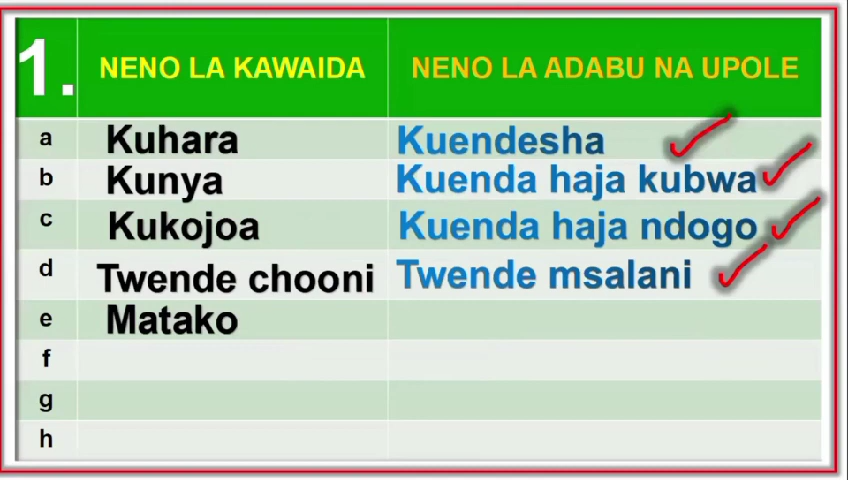 1. NENO LA KAWAIDA NENO LA ADABU NA UPOLE
a Kuhara Kuendesha
b Kunya Kuenda haja kubwa
c Kukojoa Kuenda haja ndogo
d Twende chooni Twende msalani
e Matako
f
g
h